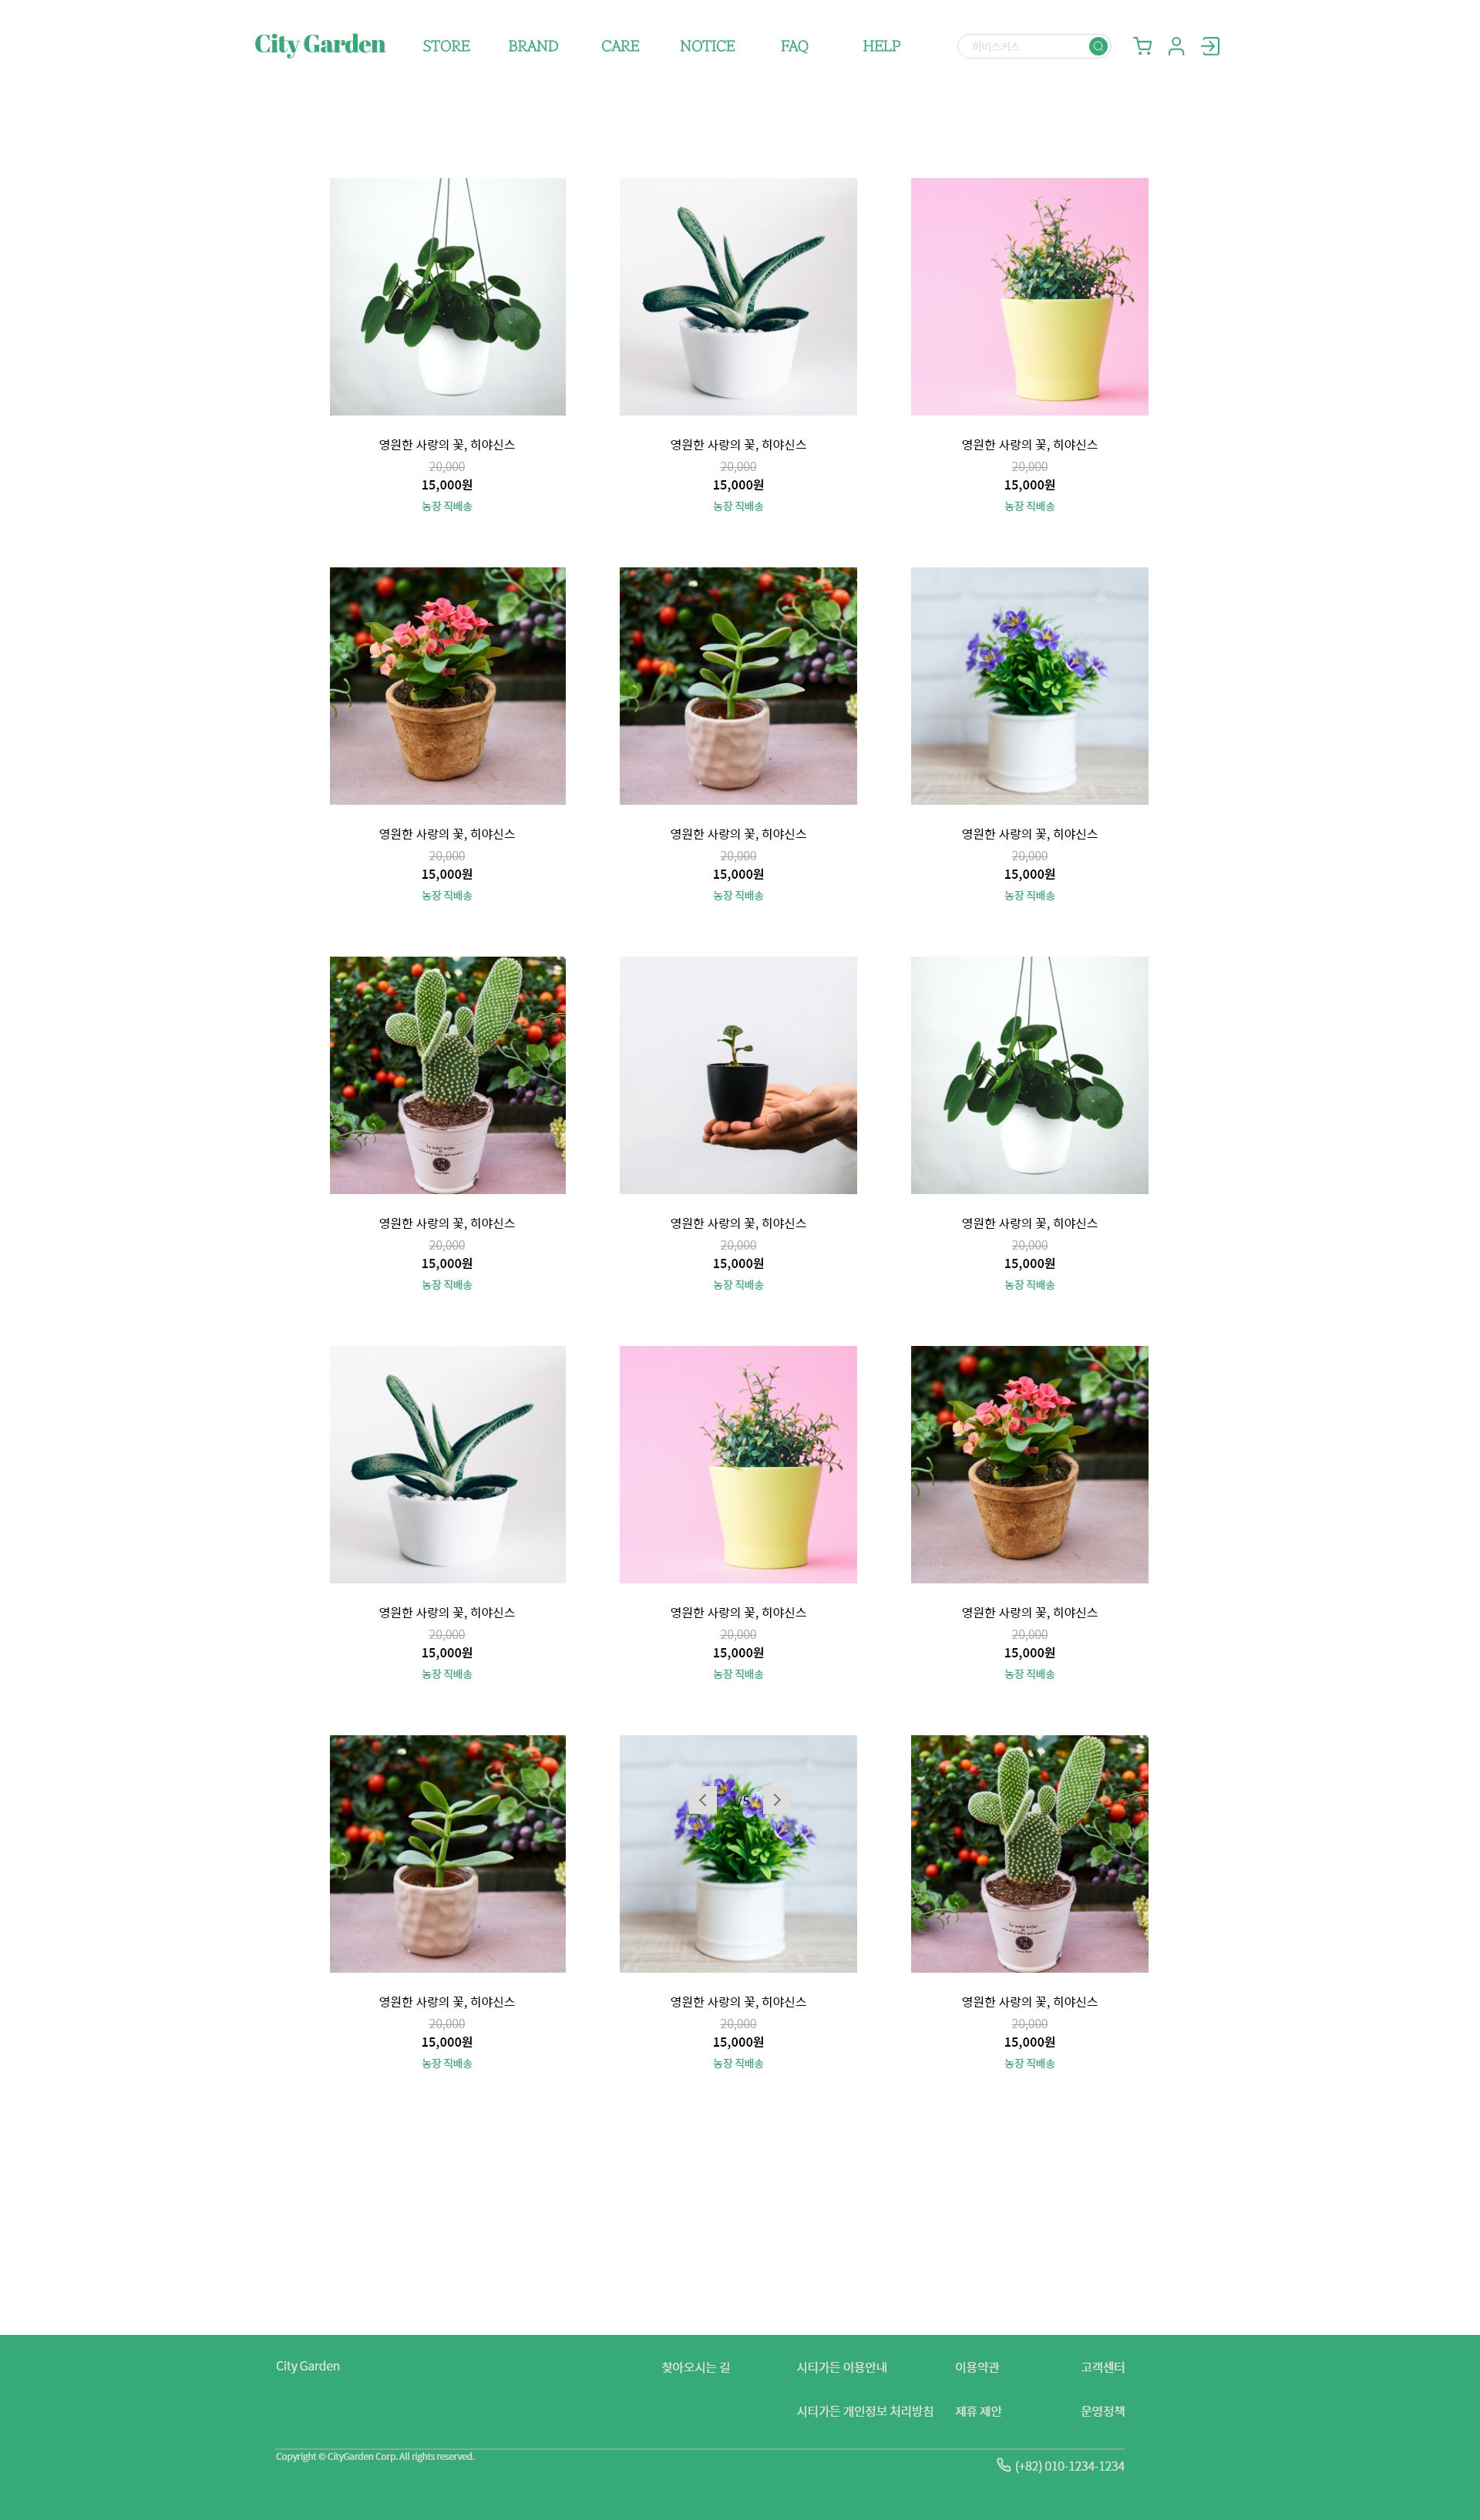 City Garden STORE BRAND CARE NOTICE FAQ HELP 히비스커스
영원한 사랑의 꽃, 히야신스 영원한 사랑의 꽃, 히야신스 영원한 사랑의 꽃, 히야신스
20,000 20,000 20,000
15,000원 15,000원 15,000원
농장 직배송 농장 직배송 농장 직배송
영원한 사랑의 꽃, 히야신스 영원한 사랑의 꽃, 히야신스 영원한 사랑의 꽃, 히야신스
20,000 20,000 20,000
15,000원 15,000원 15,000원
농장 직배송 농장 직배송 농장 직배송
영원한 사랑의 꽃, 히야신스 영원한 사랑의 꽃, 히야신스 영원한 사랑의 꽃, 히야신스
20,000 20,000 20,000
15,000원 15,000원 15,000원
농장 직배송 농장 직배송 농장 직배송
영원한 사랑의 꽃, 히야신스 영원한 사랑의 꽃, 히야신스 영원한 사랑의 꽃, 히야신스
20,000 20,000 20,000
15,000원 15,000원 15,000원
농장 직배송 농장 직배송 농장 직배송
1/5
영원한 사랑의 꽃, 히야신스 영원한 사랑의 꽃, 히야신스 영원한 사랑의 꽃, 히야신스
20,000 20,000 20,000
15,000원 15,000원 15,000원
농장 직배송 농장 직배송 농장 직배송
City Garden 찾아오시는 길 시티가든 이용안내 이용약관 고객센터
시티가든 개인정보 처리방침 제휴 제안 운영정책
Copyright © CityGarden Corp. All rights reserved.
(+82) 010-1234-1234